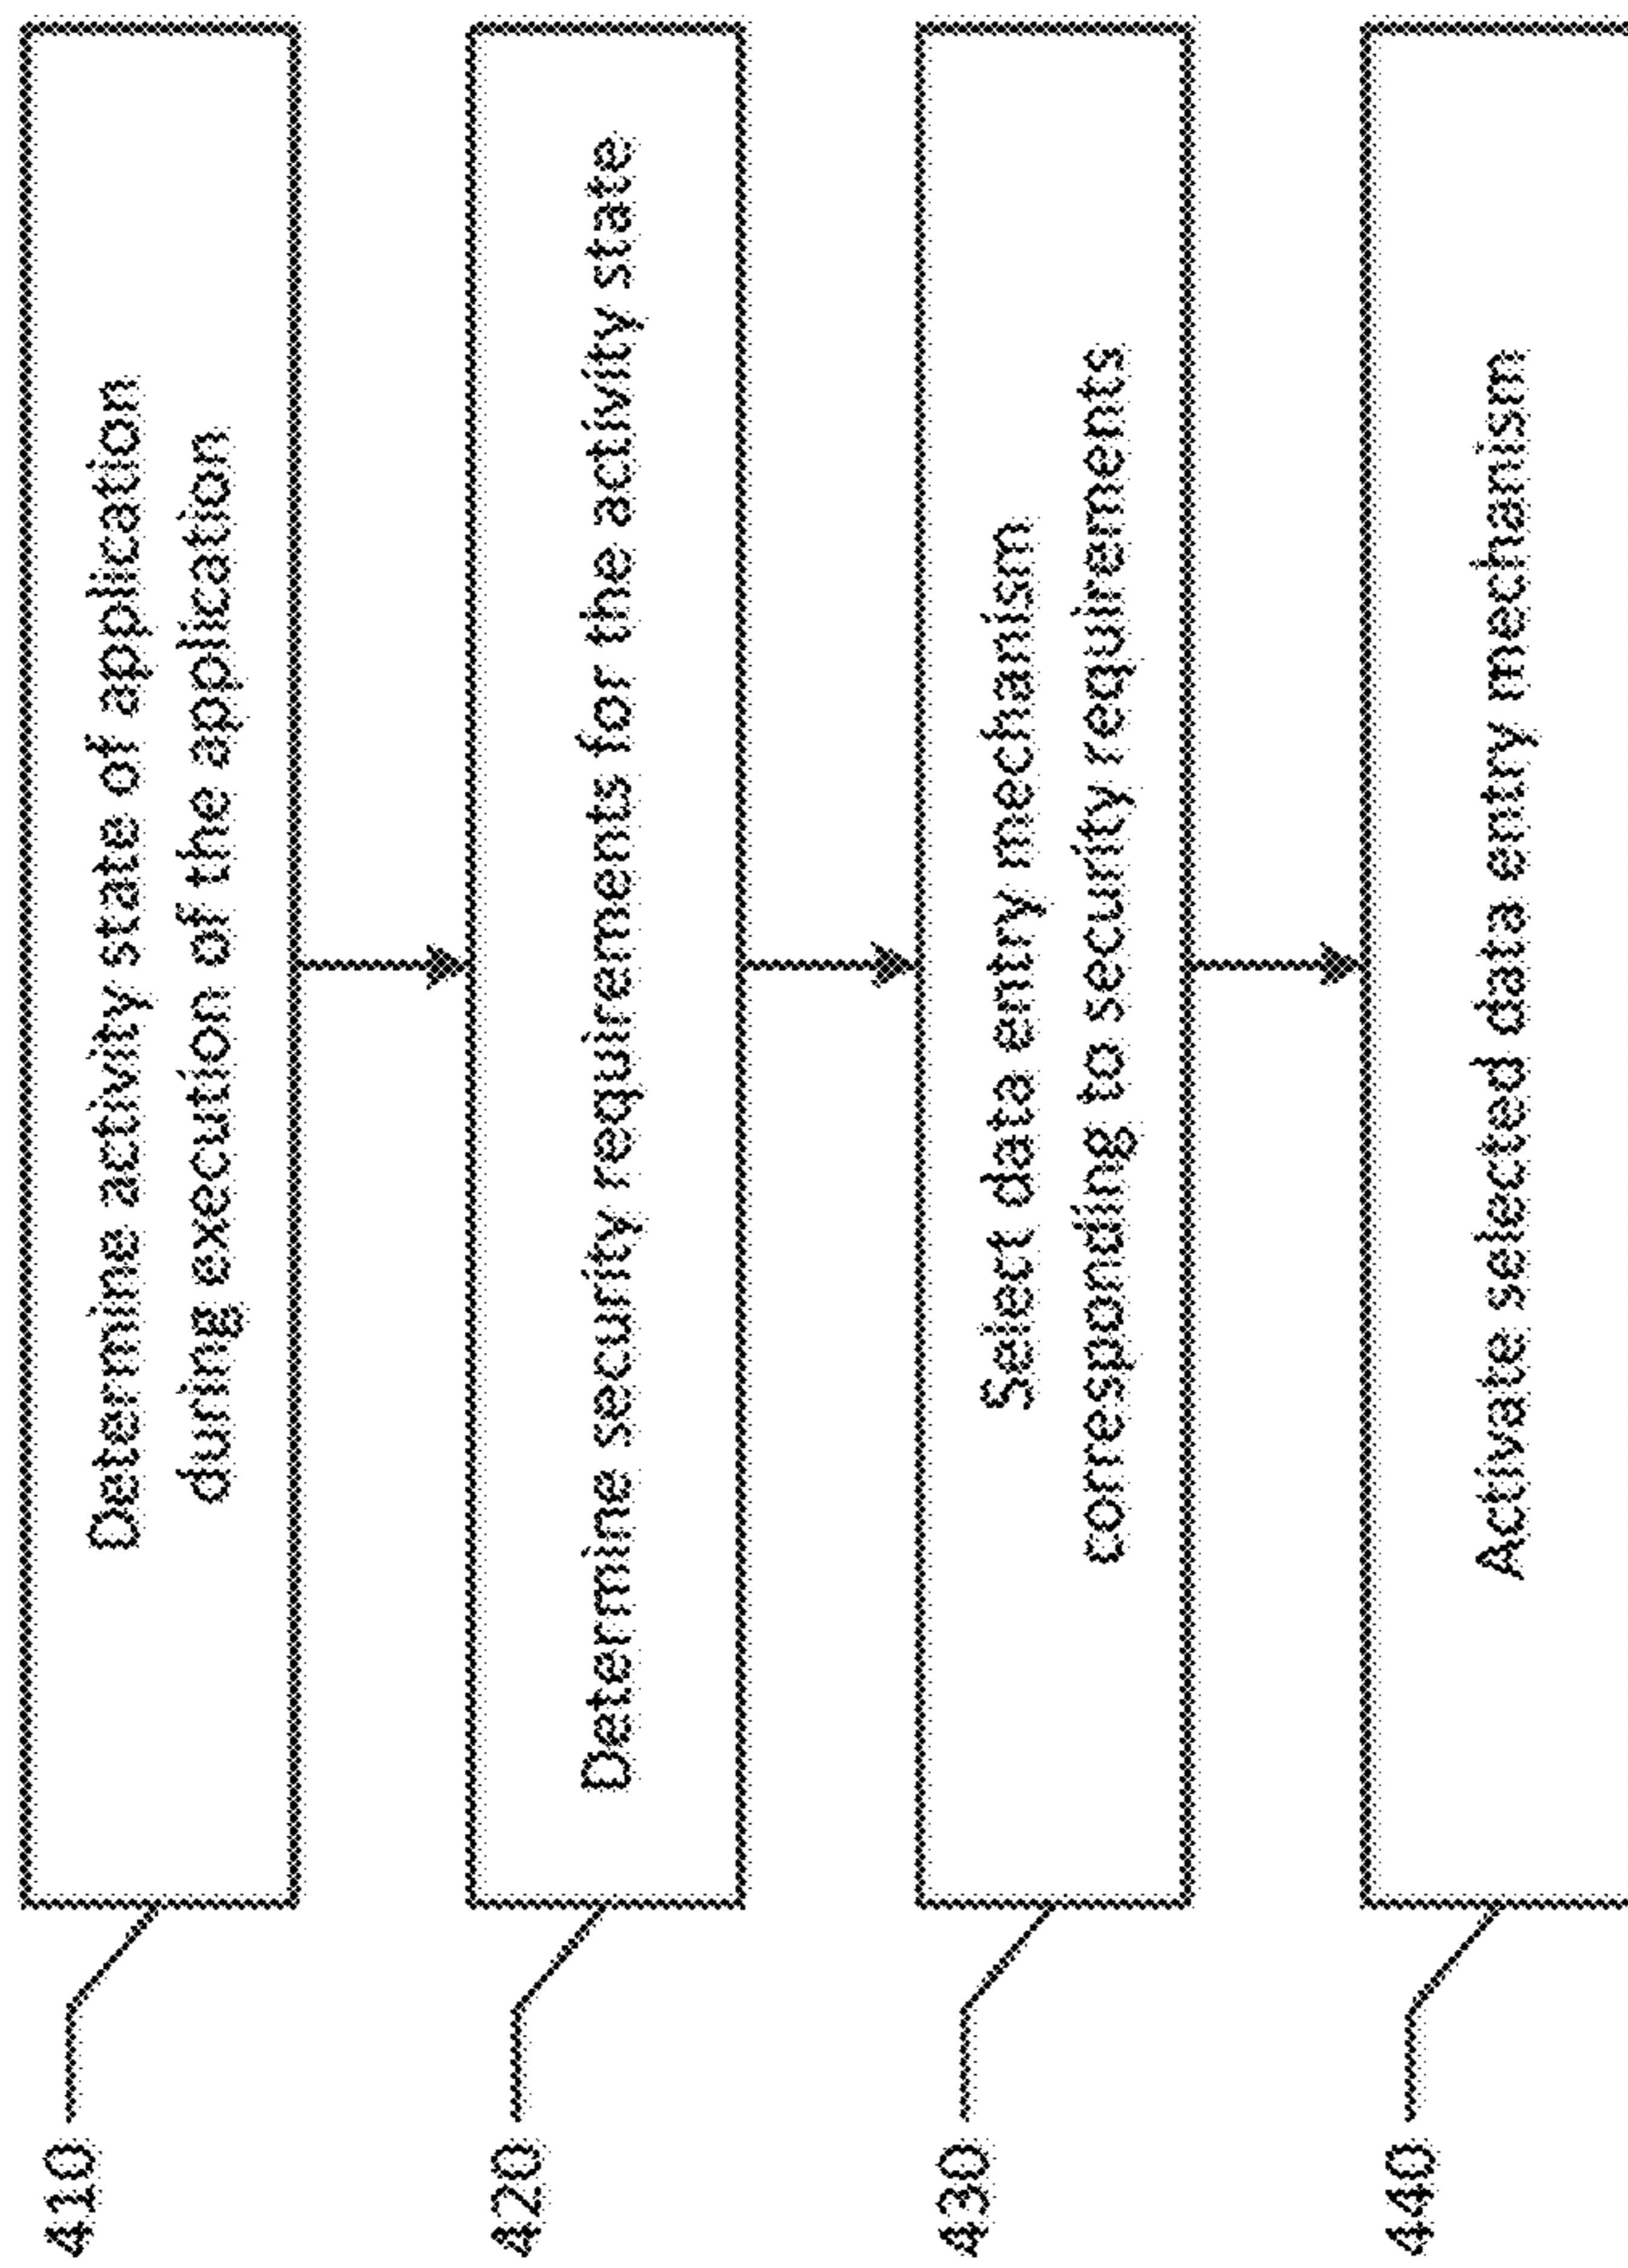 410
Determine activity state of application
during execution of the application
420
Determine security requirements for the activity state
430
Select data entry mechanism
corresponding to security requirements
440
Activate selected data entry mechanism